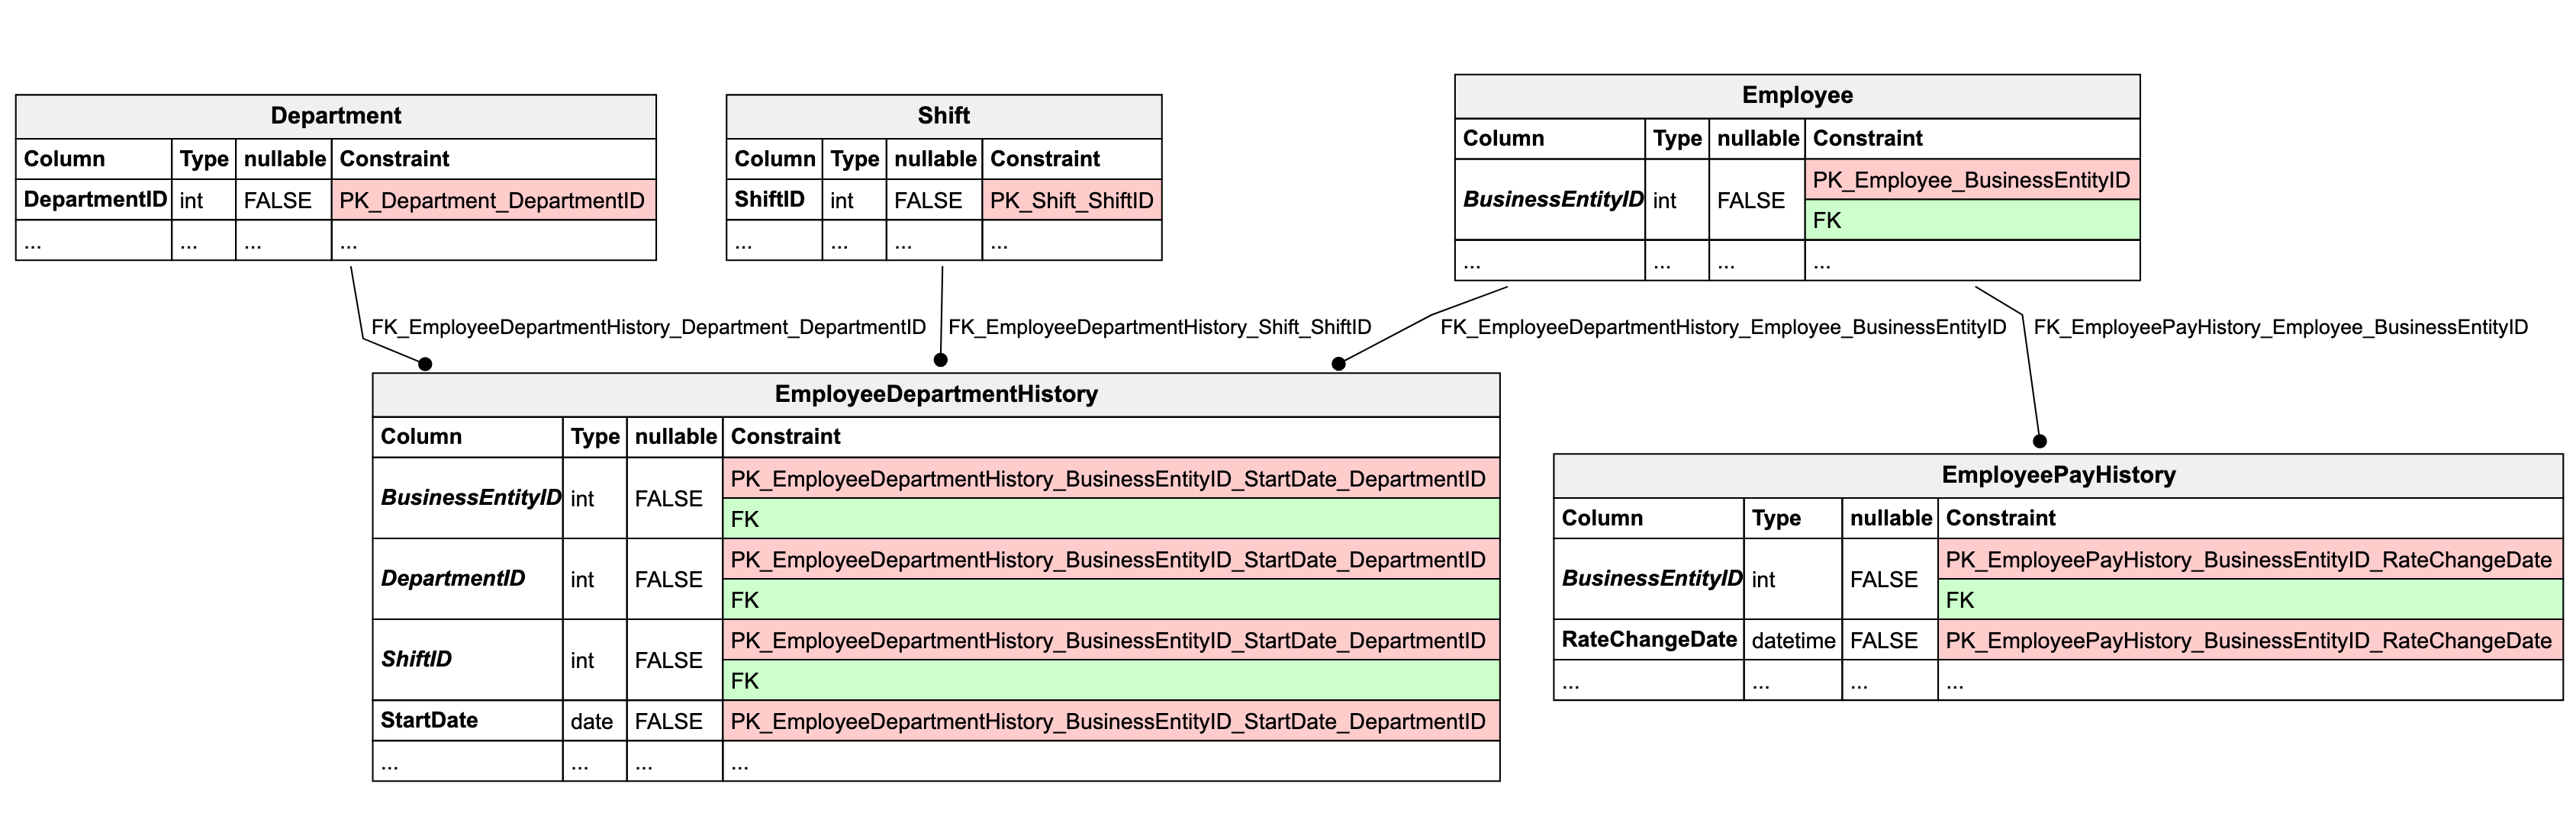 Department
Column Type nullable Constraint
DepartmentID int FALSE PK_Department_DepartmentID
... ... ... ...
Shift
Column Type nullable Constraint
ShiftID int FALSE PK_Shift_ShiftID
... ... ... ...
Employee
Column Type nullable Constraint
BusinessEntityID int FALSE PK_Employee_BusinessEntityID
FK
... ... ... ...
FK_EmployeeDepartmentHistory_Department_DepartmentID
FK_EmployeeDepartmentHistory_Shift_ShiftID
FK_EmployeeDepartmentHistory_Employee_BusinessEntityID
FK_EmployeePayHistory_Employee_BusinessEntityID
EmployeeDepartmentHistory
Column Type nullable Constraint
BusinessEntityID int FALSE PK_EmployeeDepartmentHistory_BusinessEntityID_StartDate_DepartmentID
FK
DepartmentID int FALSE PK_EmployeeDepartmentHistory_BusinessEntityID_StartDate_DepartmentID
FK
ShiftID int FALSE PK_EmployeeDepartmentHistory_BusinessEntityID_StartDate_DepartmentID
FK
StartDate date FALSE PK_EmployeeDepartmentHistory_BusinessEntityID_StartDate_DepartmentID
... ... ... ...
EmployeePayHistory
Column Type nullable Constraint
BusinessEntityID int FALSE PK_EmployeePayHistory_BusinessEntityID_RateChangeDate
FK
RateChangeDate datetime FALSE PK_EmployeePayHistory_BusinessEntityID_RateChangeDate
... ... ... ...